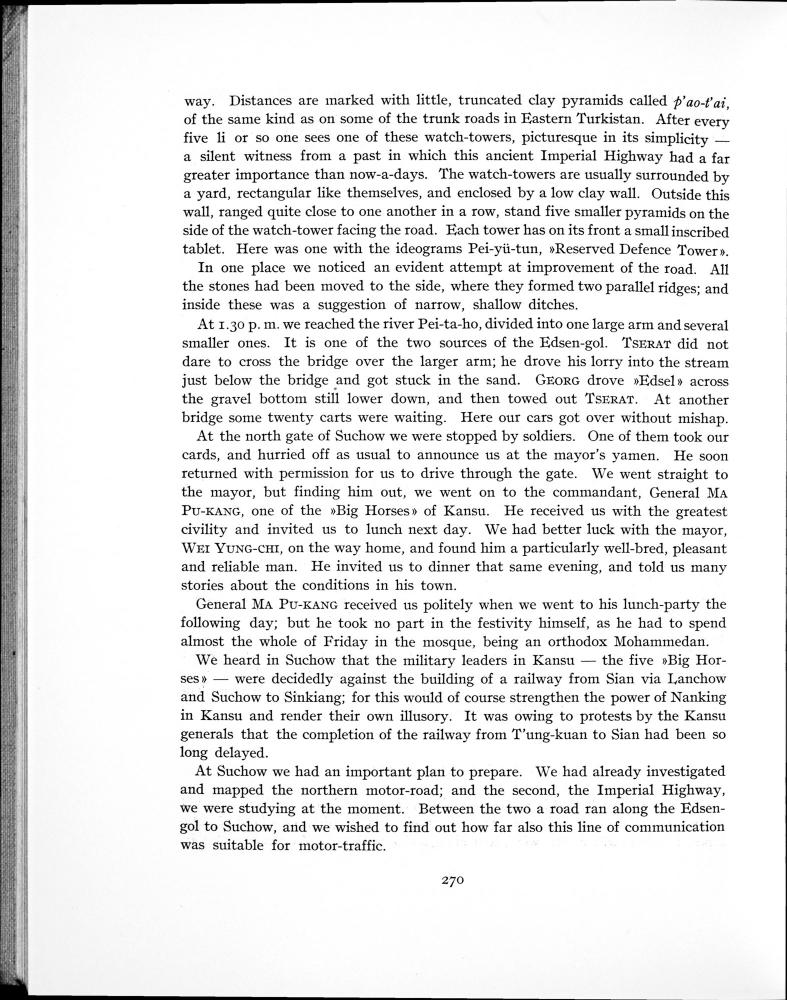 way. Distances are marked with little, truncated clay pyramids called p'ao-t'ai,
of the same kind as on some of the trunk roads in Eastern Turkistan. After every
five li or so one sees one of these watch-towers, picturesque in its simplicity —
a silent witness from a past in which this ancient Imperial Highway had a far
greater importance than now-a-days. The watch-towers are usually surrounded by
a yard, rectangular like themselves, and enclosed by a low clay wall. Outside this
wall, ranged quite close to one another in a row, stand five smaller pyramids on the
side of the watch-tower facing the road. Each tower has on its front a small inscribed
tablet. Here was one with the ideograms Pei-yü-tun, »Reserved Defence Tower».
In one place we noticed an evident attempt at improvement of the road. All
the stones had been moved to the side, where they formed two parallel ridges; and
inside these was a suggestion of narrow, shallow ditches.
At 1.30 p. m. we reached the river Pei-ta-ho, divided into one large arm and several
smaller ones. It is one of the two sources of the Edsen-gol. TSERAT did not
dare to cross the bridge over the larger arm; he drove his lorry into the stream
just below the bridge and got stuck in the sand. GEORG drove »Edsel» across
the gravel bottom still lower down, and then towed out TSERAT. At another
bridge some twenty carts were waiting. Here our cars got over without mishap.
At the north gate of Suchow we were stopped by soldiers. One of them took our
cards, and hurried off as usual to announce us at the mayor's yamen. He soon
returned with permission for us to drive through the gate. We went straight to
the mayor, but finding him out, we went on to the commandant, General MA
PU-KANG, one of the »Big Horses» of Kansu. He received us with the greatest
civility and invited us to lunch next day. We had better luck with the mayor,
WEI YUNG-CHI, on the way home, and found him a particularly well-bred, pleasant
and reliable man. He invited us to dinner that same evening, and told us many
stories about the conditions in his town.
General MA PU-KANG received us politely when we went to his lunch-party the
following day; but he took no part in the festivity himself, as he had to spend
almost the whole of Friday in the mosque, being an orthodox Mohammedan.
We heard in Suchow that the military leaders in Kansu — the five »Big Hor-
ses» — were decidedly against the building of a railway from Sian via Lanchow
and Suchow to Sinkiang; for this would of course strengthen the power of Nanking
in Kansu and render their own illusory. It was owing to protests by the Kansu
generals that the completion of the railway from T'ung-kuan to Sian had been so
long delayed.
At Suchow we had an important plan to prepare. We had already investigated
and mapped the northern motor-road; and the second, the Imperial Highway,
we were studying at the moment. Between the two a road ran along the Edsen-
gol to Suchow, and we wished to find out how far also this line of communication
was suitable for motor-traffic.
270